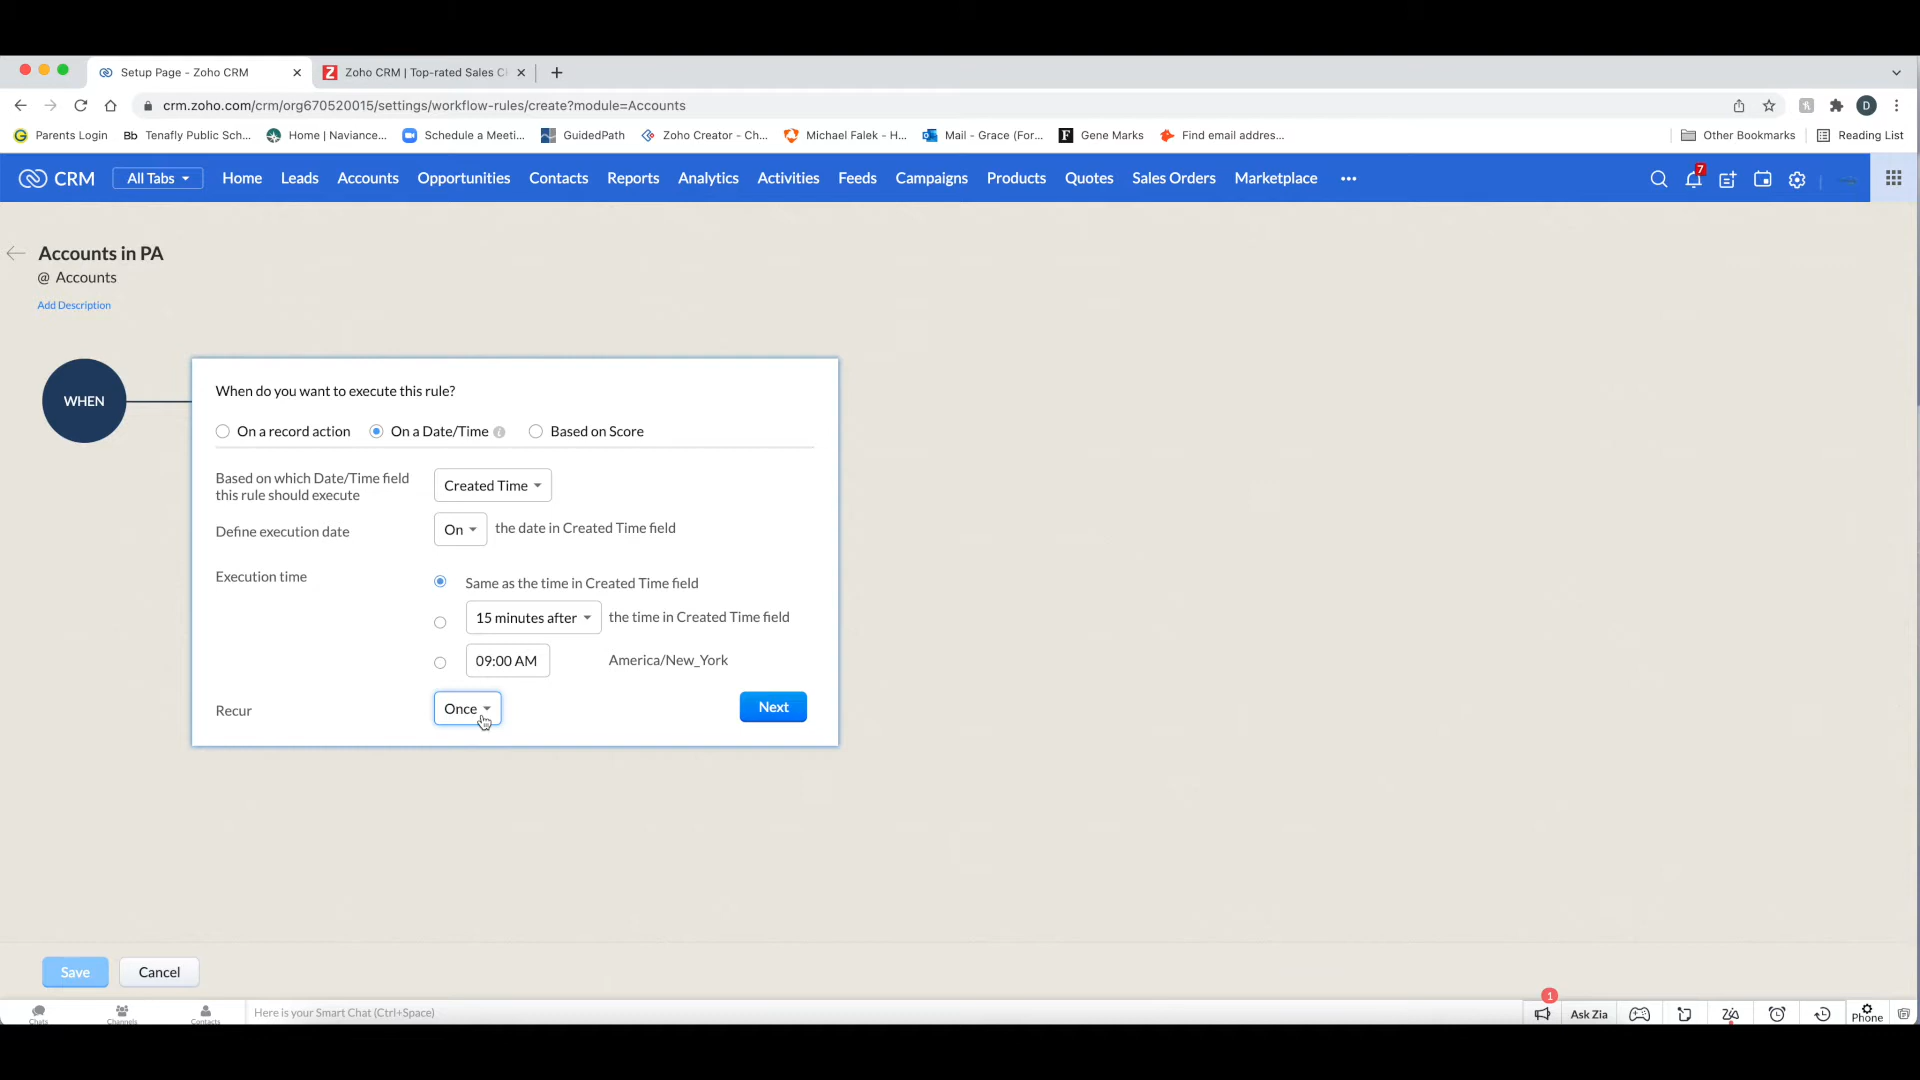 Setup Page - Zoho CRM
Zoho CRM | Top-rated Sales C
crm.zoho.com/crm/org670520015/settings/workflow-rules/create?module=Accounts
D
Parents Login
Bb Tenafly Public Sch...
Home | Naviance...
Schedule a Meeti...
GuidedPath
Zoho Creator - Ch...
Michael Falek - H...
Mail - Grace (For...
F Gene Marks
Find email addres...
Other Bookmarks
Reading List
CRM
All Tabs
Home
Leads
Accounts
Opportunities
Contacts
Reports
Analytics
Activities
Feeds
Campaigns
Products
Quotes
Sales Orders
Marketplace
7
Accounts in PA
@ Accounts
Add Description
WHEN
When do you want to execute this rule?
On a record action
On a Date/Time
Based on Score
Based on which Date/Time field
this rule should execute
Created Time
Define execution date
On
the date in Created Time field
Execution time
Same as the time in Created Time field
15 minutes after
the time in Created Time field
09:00 AM
America/New_York
Recur
Once
Next
Save
Cancel
Chats
Channels
Contacts
Here is your Smart Chat (Ctrl+Space)
1
Ask Zia
Phone